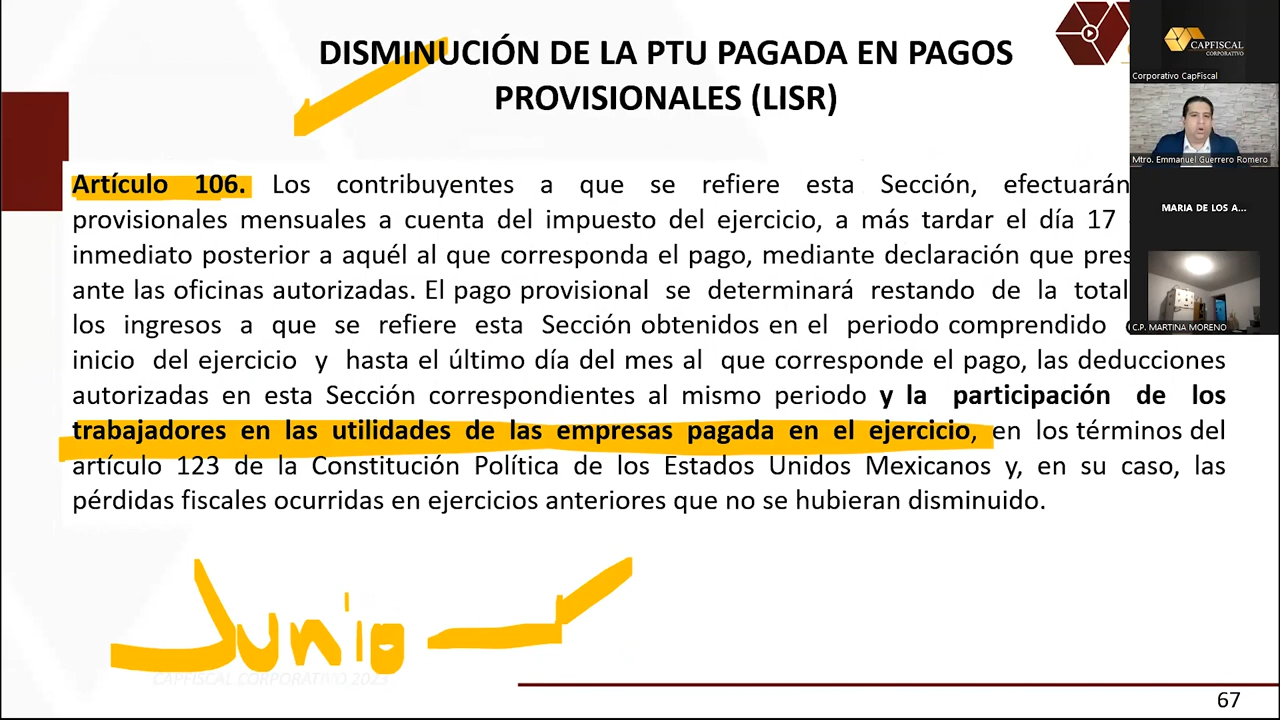 DISMINUCIÓN DE LA PTU PAGADA EN PAGOS
PROVISIONALES (LISR)
CAPFISCAL
CORPORATIVO
Corporativo CapFiscal
Mtro. Emmanuel Guerrero Romero
MARIA DE LOS A...
C.P. MARTINA MORENO
Artículo 106. Los contribuyentes a que se refiere esta Sección, efectuarán
provisionales mensuales a cuenta del impuesto del ejercicio, a más tardar el día 17
inmediato posterior a aquél al que corresponda el pago, mediante declaración que pres
ante las oficinas autorizadas. El pago provisional se determinará restando de la total
los ingresos a que se refiere esta Sección obtenidos en el periodo comprendido
inicio del ejercicio y hasta el último día del mes al que corresponde el pago, las deducciones
autorizadas en esta Sección correspondientes al mismo periodo y la participación de los
trabajadores en las utilidades de las empresas pagada en el ejercicio, en los términos del
artículo 123 de la Constitución Política de los Estados Unidos Mexicanos y, en su caso, las
pérdidas fiscales ocurridas en ejercicios anteriores que no se hubieran disminuido.
Junio
CAPFISCAL CORPORATIVO 2023
67